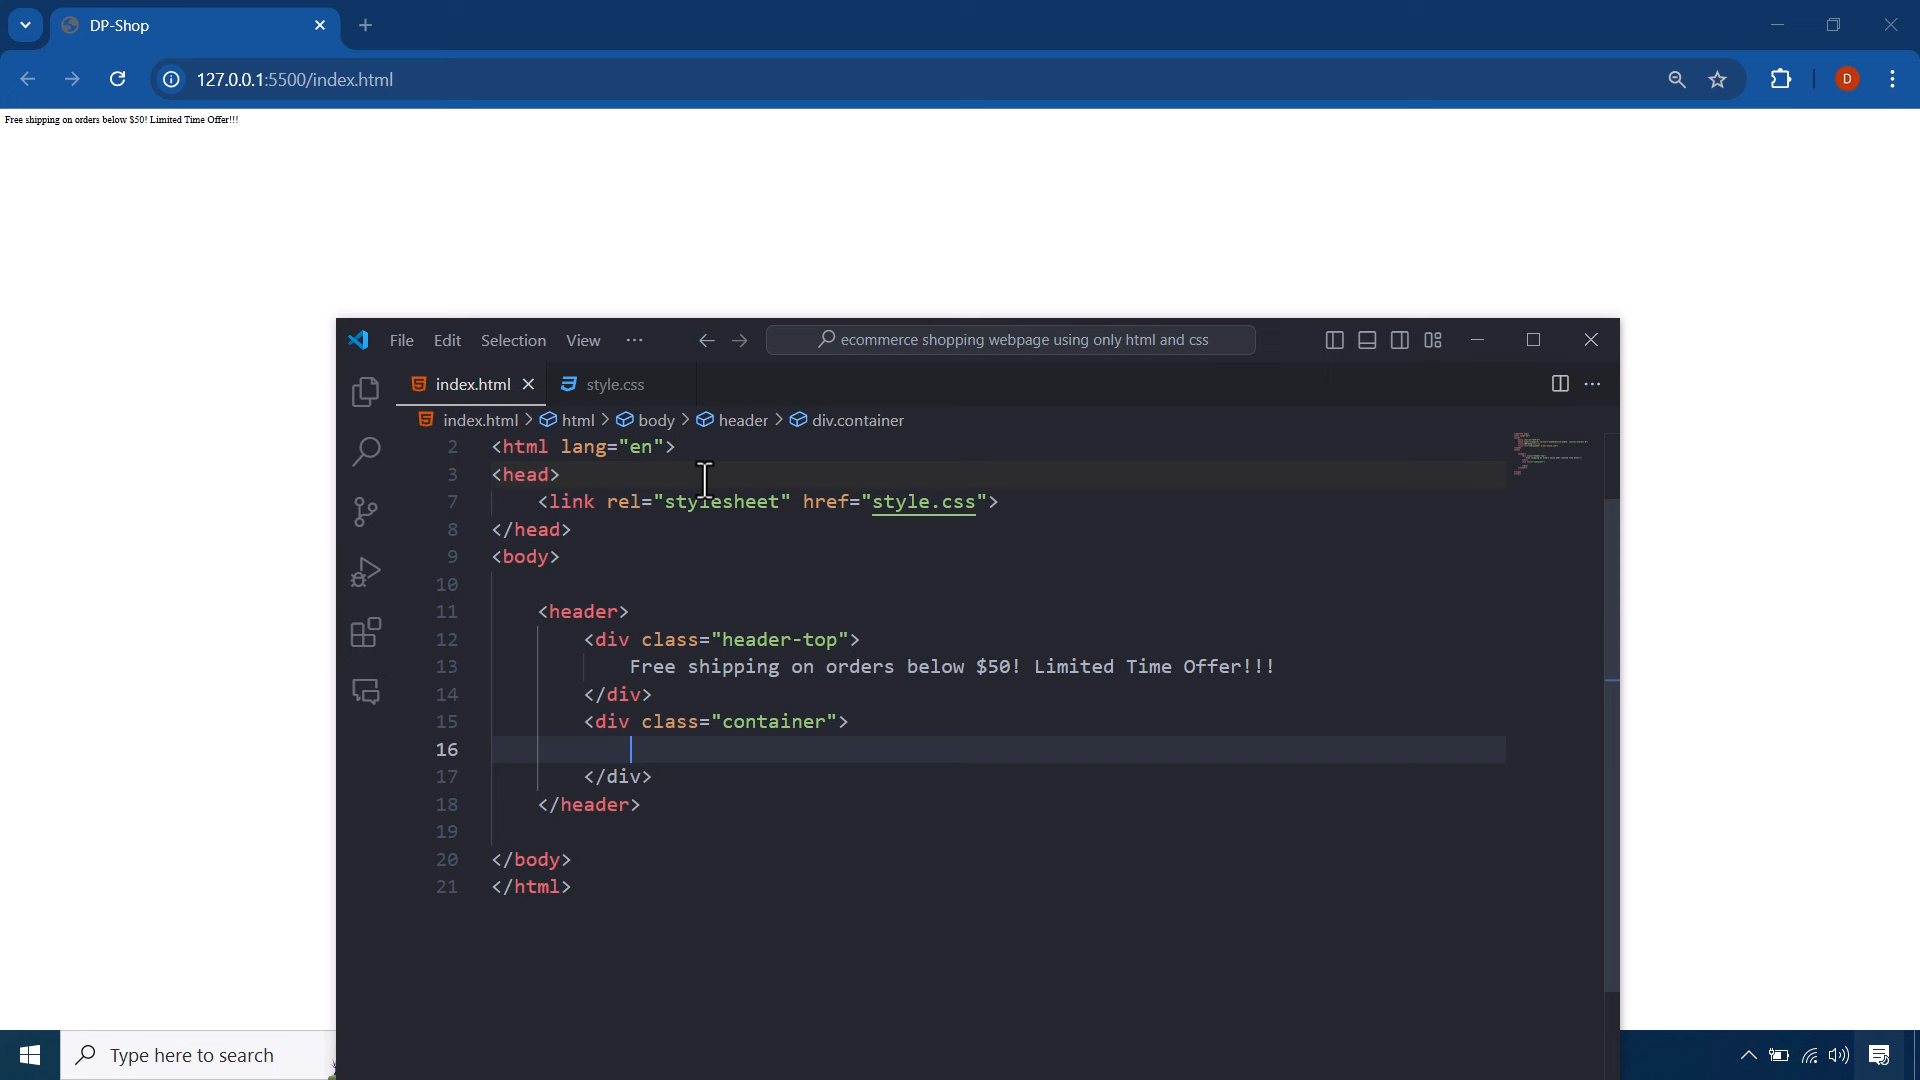 DP-Shop
127.0.0.1:5500/index.html
D
Free shipping on orders below $50! Limited Time Offer!!!
File Edit Selection View ··· ecommerce shopping webpage using only html and css
index.html style.css
index.html > html > body > header > div.container
2 <html lang="en">
3 <head>
7 <link rel="stylesheet" href="style.css">
8 </head>
9 <body>
10
11 <header>
12 <div class="header-top">
13 Free shipping on orders below $50! Limited Time Offer!!!
14 </div>
15 <div class="container">
16
17 </div>
18 </header>
19
20 </body>
21 </html>
Type here to search